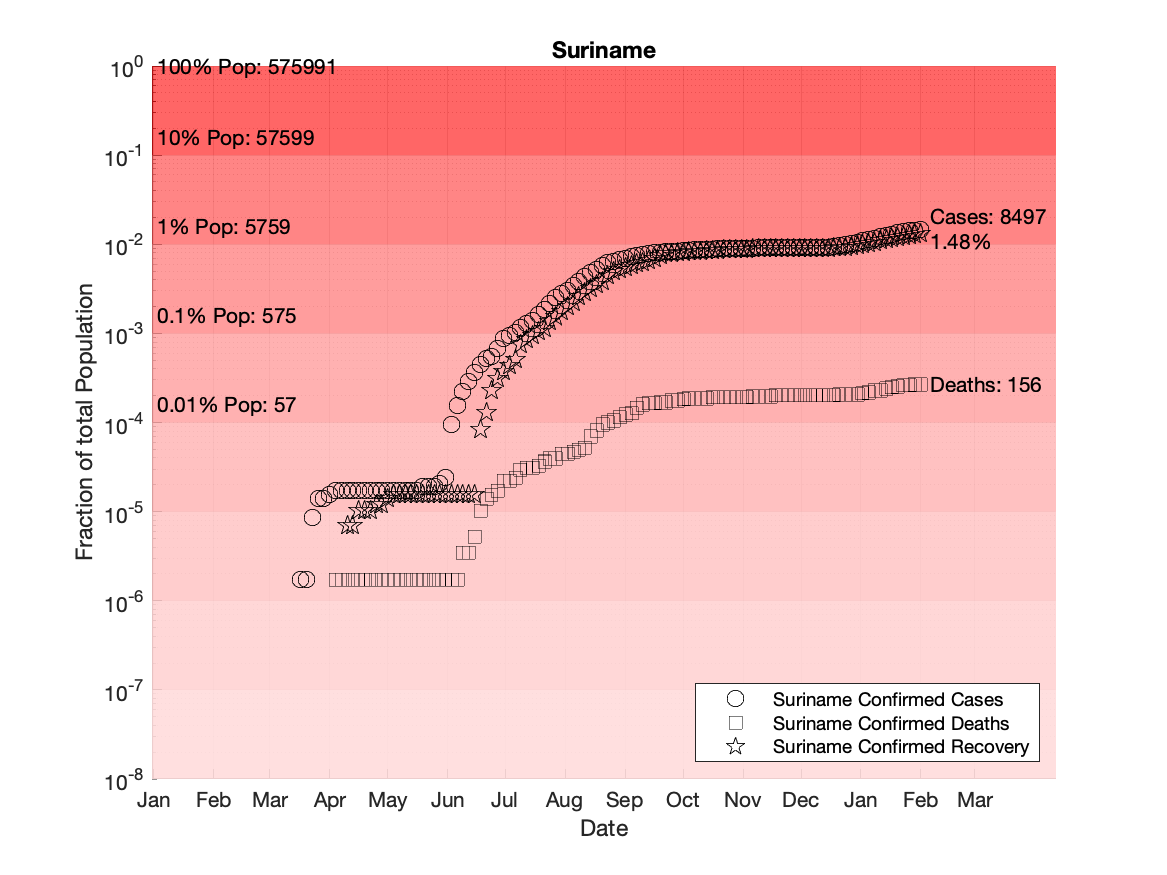 Suriname
10^0
100% Pop: 575991
10% Pop: 57599
10^-1
1% Pop: 5759
Cases: 8497
10^-2
1.48%
0.1% Pop: 575
10^-3
Deaths: 156
0.01% Pop: 57
10^-4
10^-5
10^-6
10^-7
10^-8
Fraction of total Population
Suriname Confirmed Cases
Suriname Confirmed Deaths
Suriname Confirmed Recovery
Jan Feb Mar Apr May Jun Jul Aug Sep Oct Nov Dec Jan Feb Mar
Date